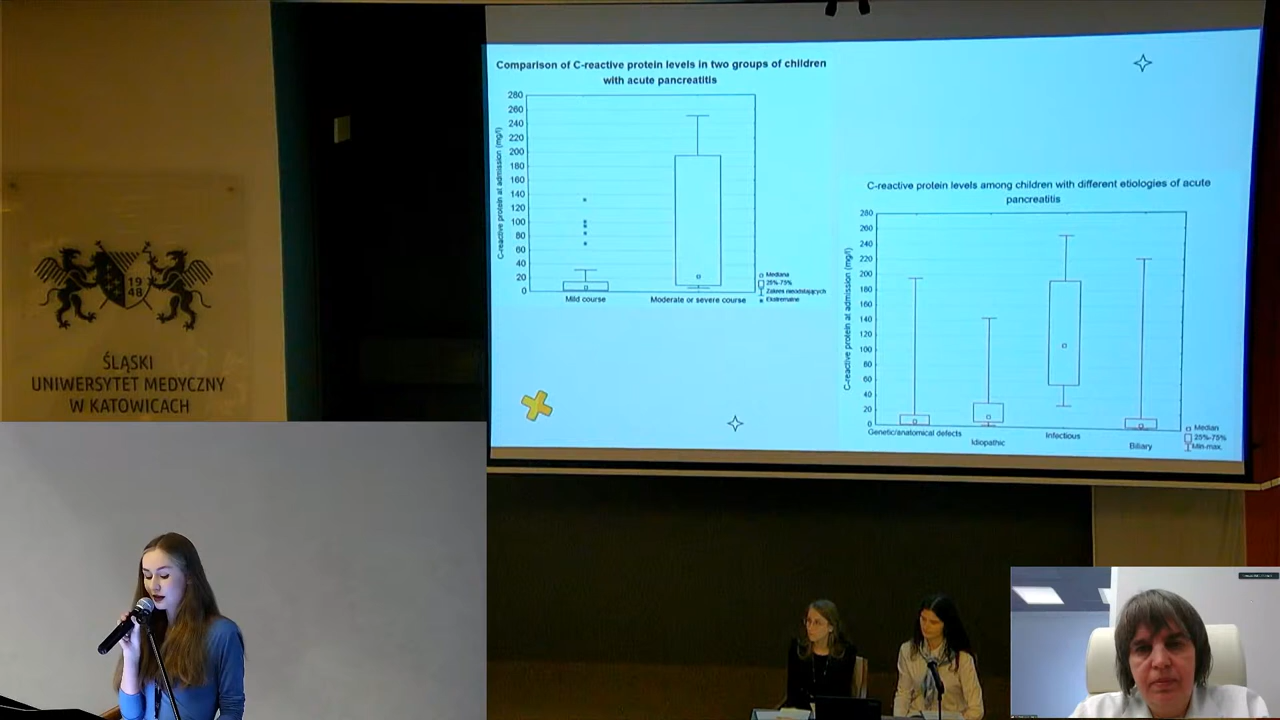 Comparison of C-reactive protein levels in two groups of children
with acute pancreatitis
C-reactive protein at admission (mg/l)
280
260
240
220
200
180
160
140
120
100
80
60
40
20
0
Mild course
Moderate or severe course
Mediana
25%-75%
Zakres nieodstających
Ekstremalne
C-reactive protein levels among children with different etiologies of acute
pancreatitis
C-reactive protein at admission (mg/l)
280
260
240
220
200
180
160
140
120
100
80
60
40
20
0
Genetic/anatomical defects
Idiopathic
Infectious
Biliary
Median
25%-75%
Min-max.
19
48
ŚLĄSKI
UNIWERSYTET MEDYCZNY
W KATOWICACH